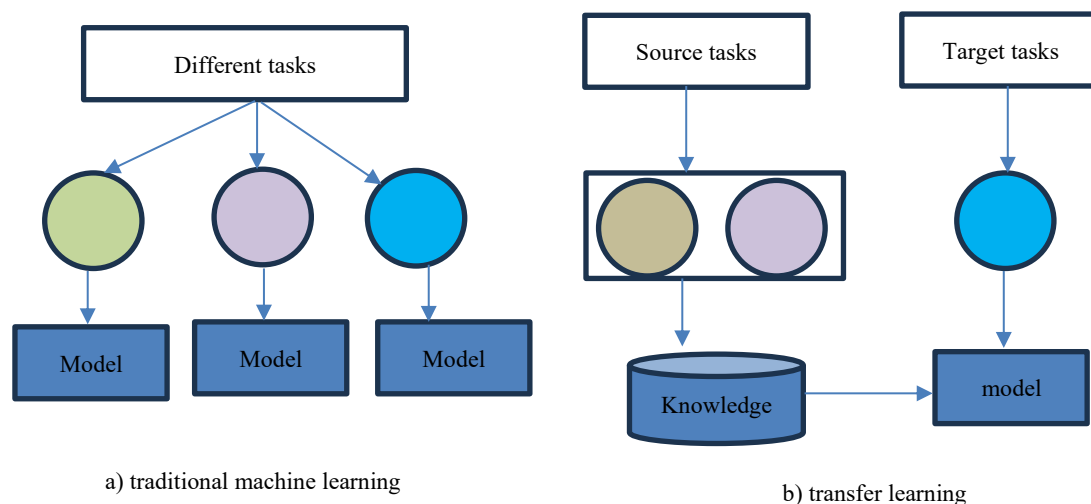 Different tasks
Model
Model
Model
a) traditional machine learning
Source tasks
Target tasks
Knowledge
model
b) transfer learning